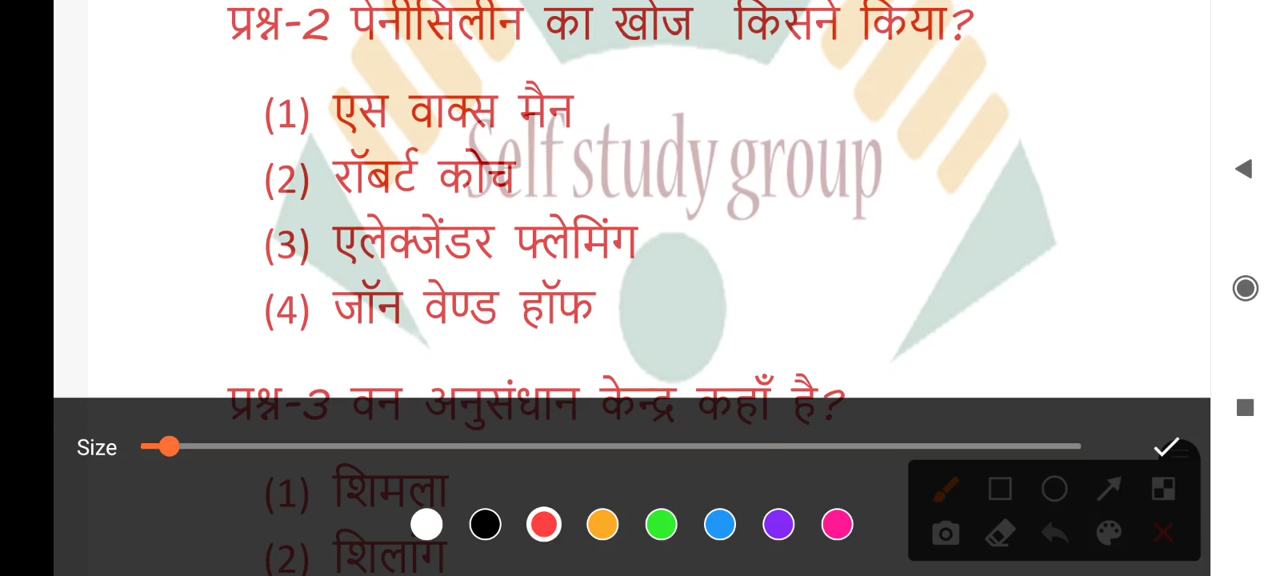 प्रश्न-2 पेनीसिलीन का खोज किसने किया?
(1) एस वाक्स मैन
Self study group
(2) रॉबर्ट कोच
(3) एलेक्जेंडर फ्लेमिंग
(4) जॉन वेण्ड हॉफ
प्रश्न-3 वन अनुसंधान केन्द्र कहाँ है?
Size
(1) शिमला
(2) शिलांग